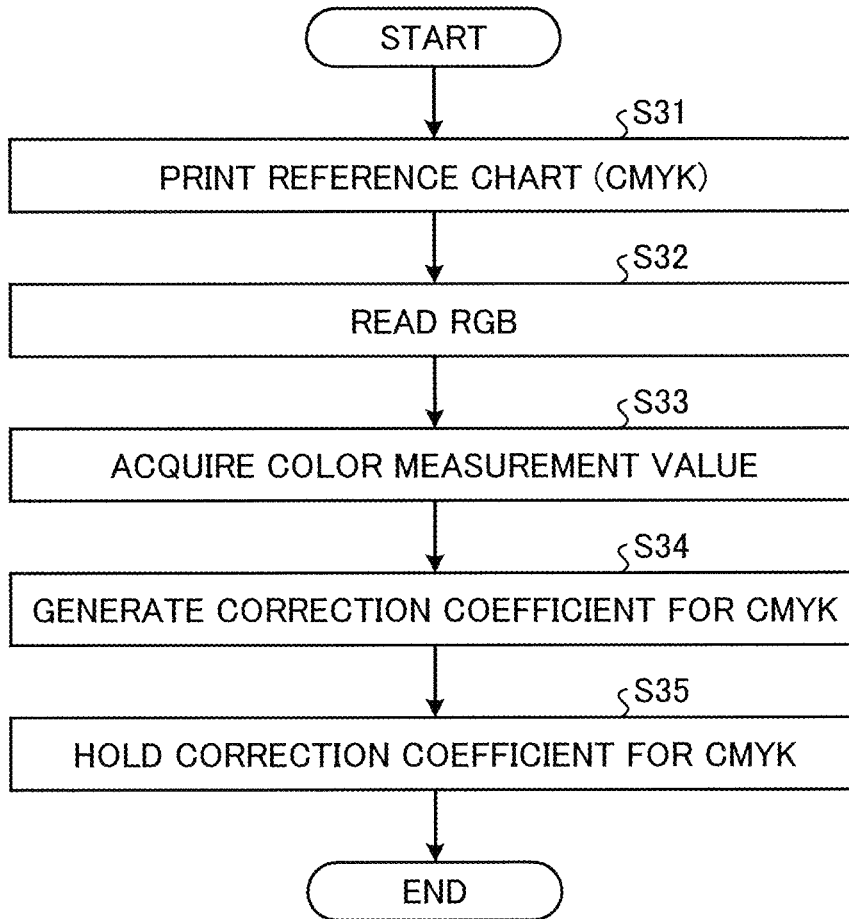 START
S31
PRINT REFERENCE CHART (CMYK)
S32
READ RGB
S33
ACQUIRE COLOR MEASUREMENT VALUE
S34
GENERATE CORRECTION COEFFICIENT FOR CMYK
S35
HOLD CORRECTION COEFFICIENT FOR CMYK
END